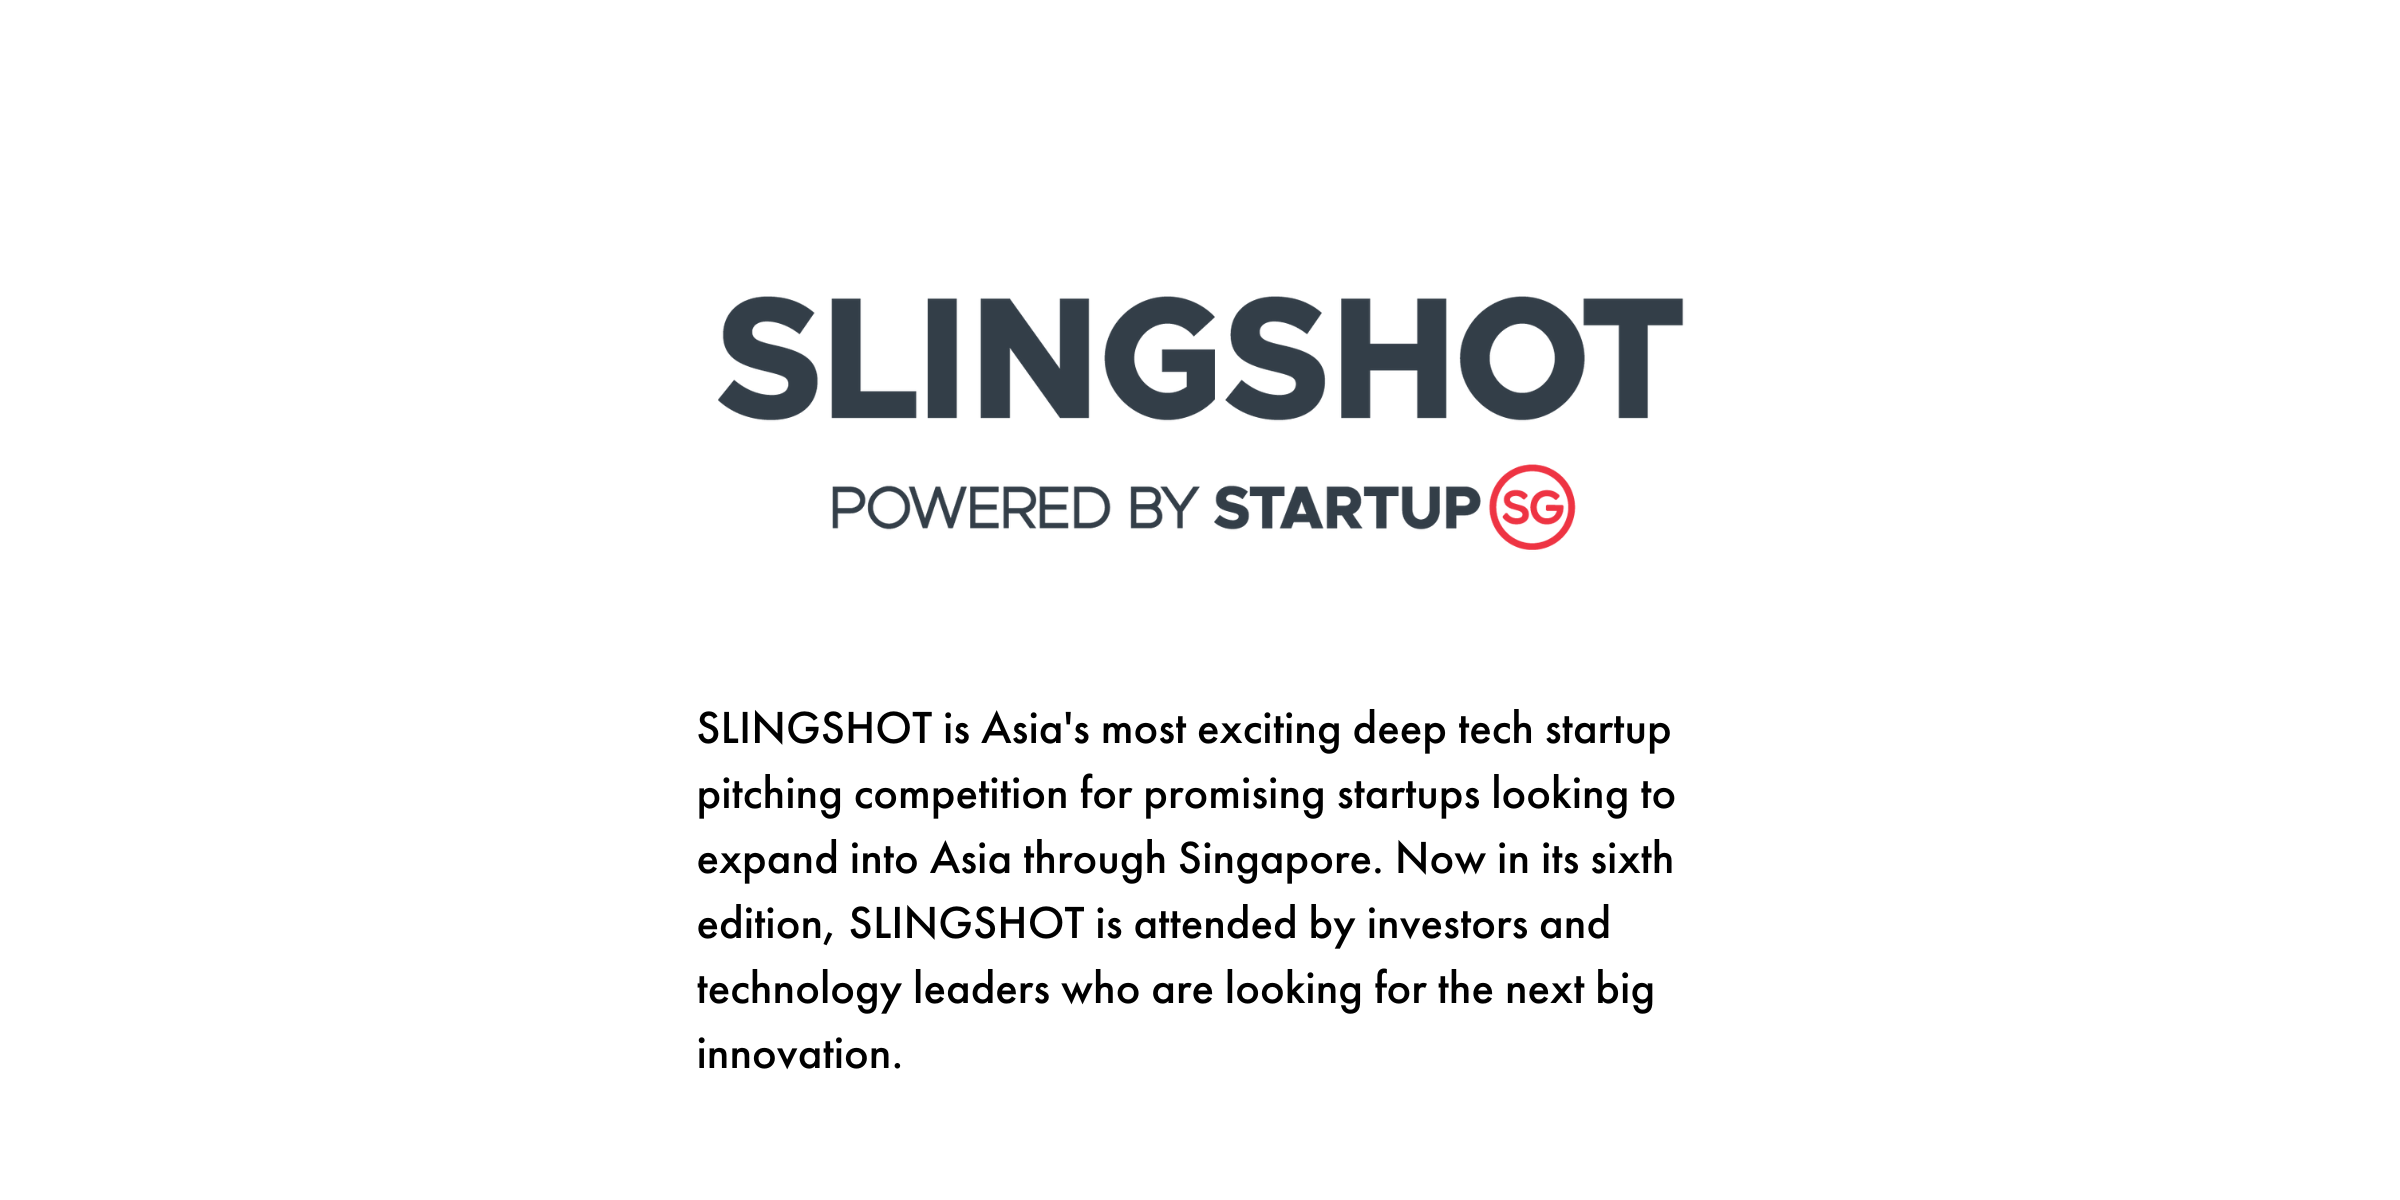 SLINGSHOT
POWERED BY STARTUP SG
SLINGSHOT is Asia's most exciting deep tech startup
pitching competition for promising startups looking to
expand into Asia through Singapore. Now in its sixth
edition, SLINGSHOT is attended by investors and
technology leaders who are looking for the next big
innovation.